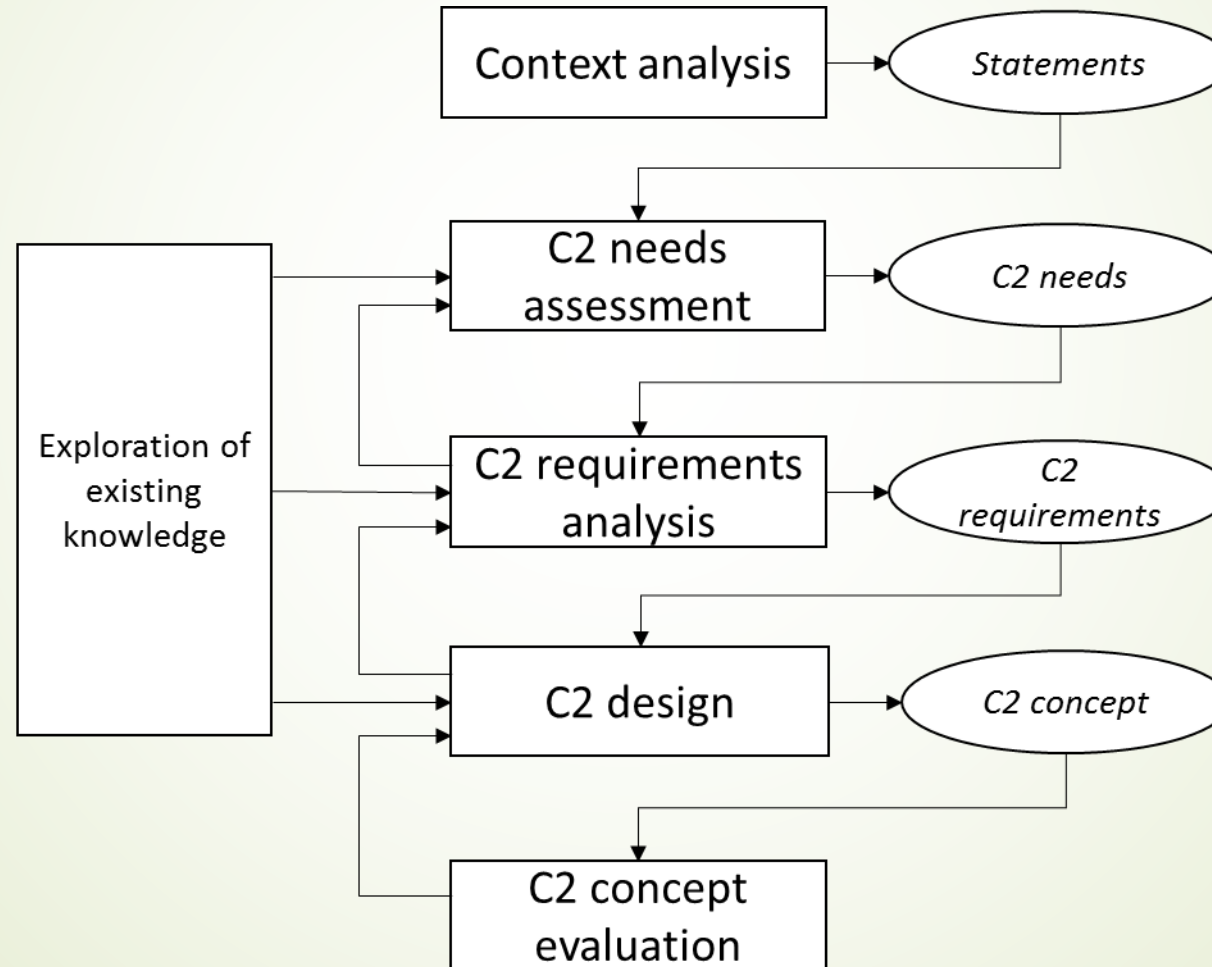 Context analysis
Statements
C2 needs
assessment
C2 needs
Exploration of
existing
knowledge
C2 requirements
analysis
C2
requirements
C2 design
C2 concept
C2 concept
evaluation